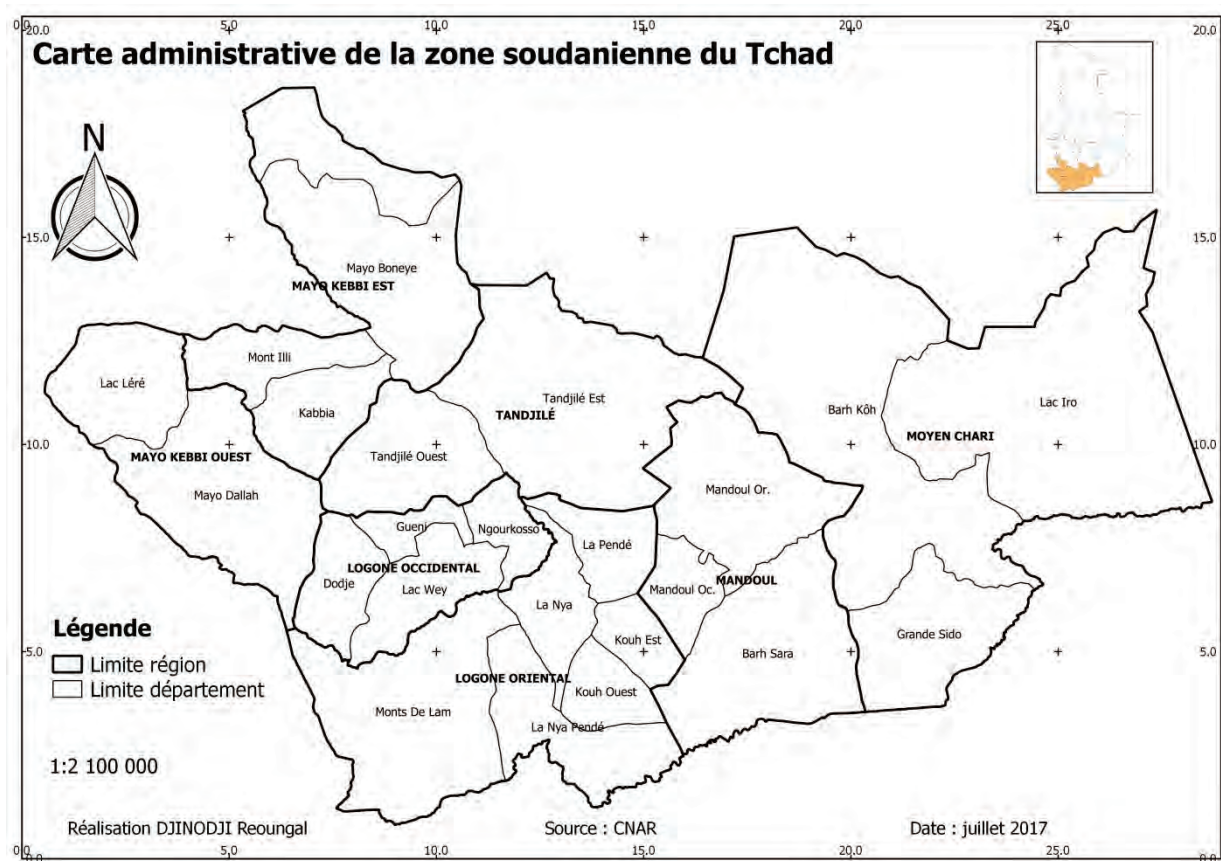 0.0 5.0 10.0 15.0 20.0 25.0
20.0 20.0
Carte administrative de la zone soudanienne du Tchad
N
15.0 15.0
Mayo Boneye
MAYO KEBBI EST
Mont Illi
Lac Léré
Kabbia
Tandjilé Est
TANDJILÉ
Barh Kôh
Lac Iro
MOYEN CHARI
10.0 10.0
MAYO KEBBI OUEST
Tandjilé Ouest
Mayo Dallah
Mandoul Or.
Gueni
Ngourkosso
La Pendé
LOGONE OCCIDENTAL
Dodje
Lac Wey
MANDOUL
Mandoul Oc.
La Nya
Kouh Est
Grande Sido
Barh Sara
5.0 5.0
LOGONE ORIENTAL
Kouh Ouest
Monts De Lam
La Nya Pendé
Légende
Limite région
Limite département
1:2 100 000
Réalisation DJINODJI Reoungal
Source : CNAR
Date : juillet 2017
0.0 0.0
0.0 5.0 10.0 15.0 20.0 25.0